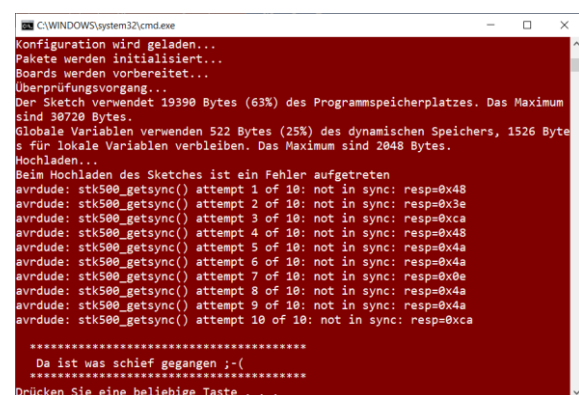 C:\WINDOWS\system32\cmd.exe
Konfiguration wird geladen...
Pakete werden initialisiert...
Boards werden vorbereitet...
Überprüfungsvorgang...
Der Sketch verwendet 19390 Bytes (63%) des Programmspeicherplatzes. Das Maximum
sind 30720 Bytes.
Globale Variablen verwenden 522 Bytes (25%) des dynamischen Speichers, 1526 Byte
s für lokale Variablen verbleiben. Das Maximum sind 2048 Bytes.
Hochladen...
Beim Hochladen des Sketches ist ein Fehler aufgetreten
avrdude: stk500_getsync() attempt 1 of 10: not in sync: resp=0x48
avrdude: stk500_getsync() attempt 2 of 10: not in sync: resp=0x3e
avrdude: stk500_getsync() attempt 3 of 10: not in sync: resp=0xca
avrdude: stk500_getsync() attempt 4 of 10: not in sync: resp=0x48
avrdude: stk500_getsync() attempt 5 of 10: not in sync: resp=0x4a
avrdude: stk500_getsync() attempt 6 of 10: not in sync: resp=0x4a
avrdude: stk500_getsync() attempt 7 of 10: not in sync: resp=0x0e
avrdude: stk500_getsync() attempt 8 of 10: not in sync: resp=0x4a
avrdude: stk500_getsync() attempt 9 of 10: not in sync: resp=0x4a
avrdude: stk500_getsync() attempt 10 of 10: not in sync: resp=0xca
****************************************
Da ist was schief gegangen ;-(
****************************************
Drücken Sie eine beliebige Taste . . .